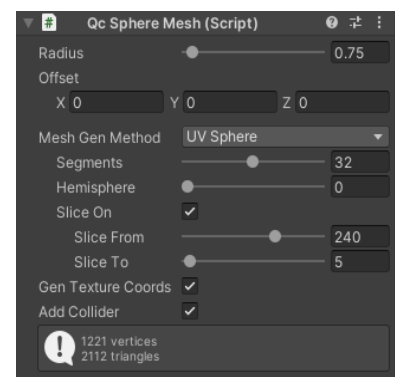 # Qc Sphere Mesh (Script)
Radius 0.75
Offset
X 0 Y 0 Z 0
Mesh Gen Method UV Sphere
Segments 32
Hemisphere 0
Slice On
Slice From 240
Slice To 5
Gen Texture Coords
Add Collider
1221 vertices
2112 triangles